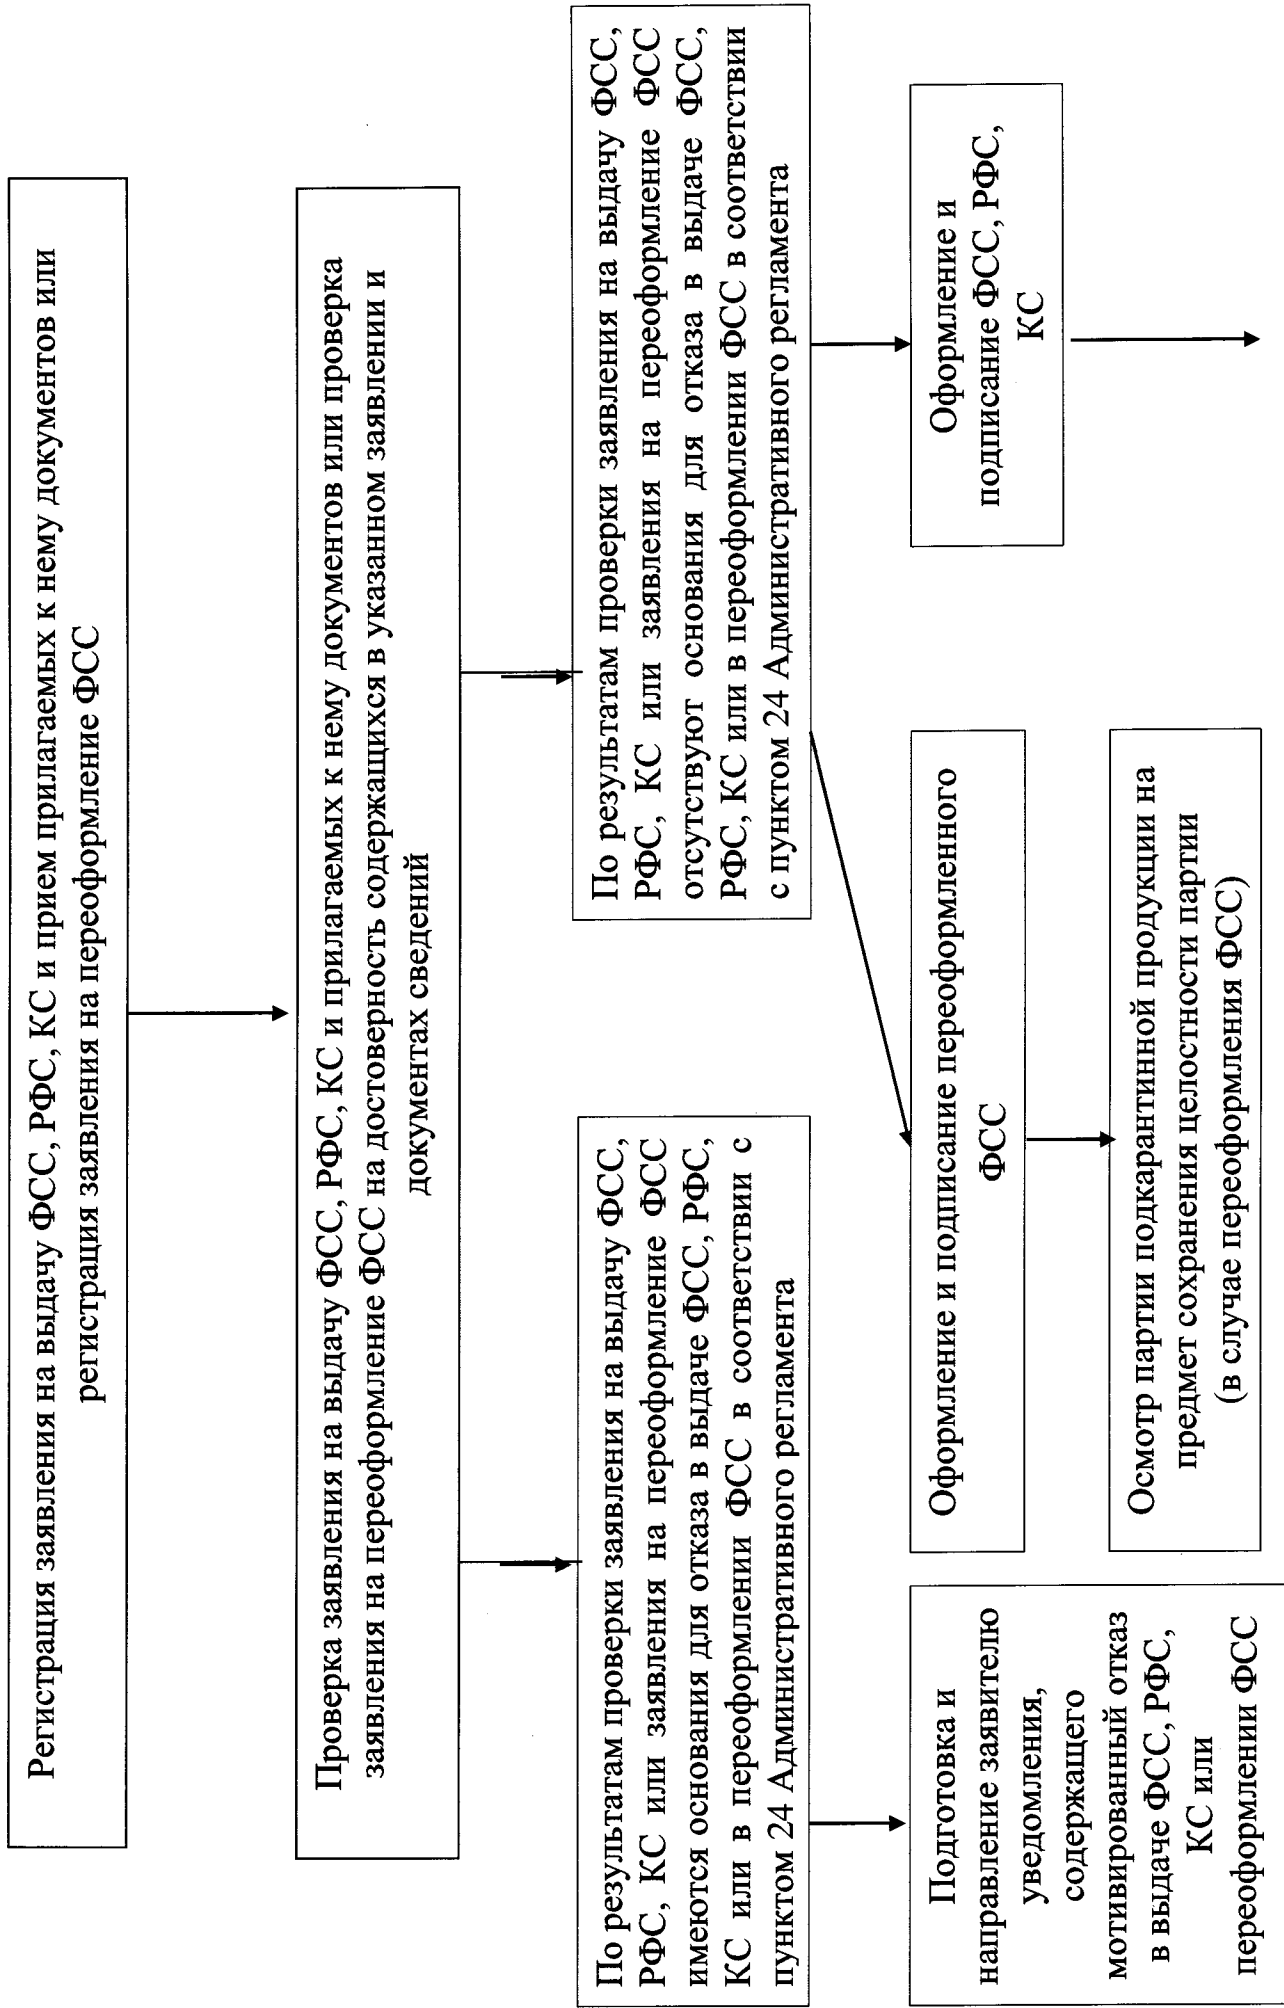 Регистрация заявления на выдачу ФСС, РФС, КС и прием прилагаемых к нему документов или
регистрация заявления на переоформление ФСС
Проверка заявления на выдачу ФСС, РФС, КС и прилагаемых к нему документов или проверка
заявления на переоформление ФСС на достоверность содержащихся в указанном заявлении и
документах сведений
По результатам проверки заявления на выдачу ФСС,
РФС, КС или заявления на переоформление ФСС
имеются основания для отказа в выдаче ФСС, РФС,
КС или в переоформлении ФСС в соответствии с
пунктом 24 Административного регламента
По результатам проверки заявления на выдачу ФСС,
РФС, КС или заявления на переоформление ФСС
отсутствуют основания для отказа в выдаче ФСС,
РФС, КС или в переоформлении ФСС в соответствии
с пунктом 24 Административного регламента
Подготовка и
направление заявителю
уведомления,
содержащего
мотивированный отказ
в выдаче ФСС, РФС,
КС или
переоформлении ФСС
Оформление и подписание переоформленного
ФСС
Осмотр партии подкарантинной продукции на
предмет сохранения целостности партии
(в случае переоформления ФСС)
Оформление и
подписание ФСС, РФС,
КС